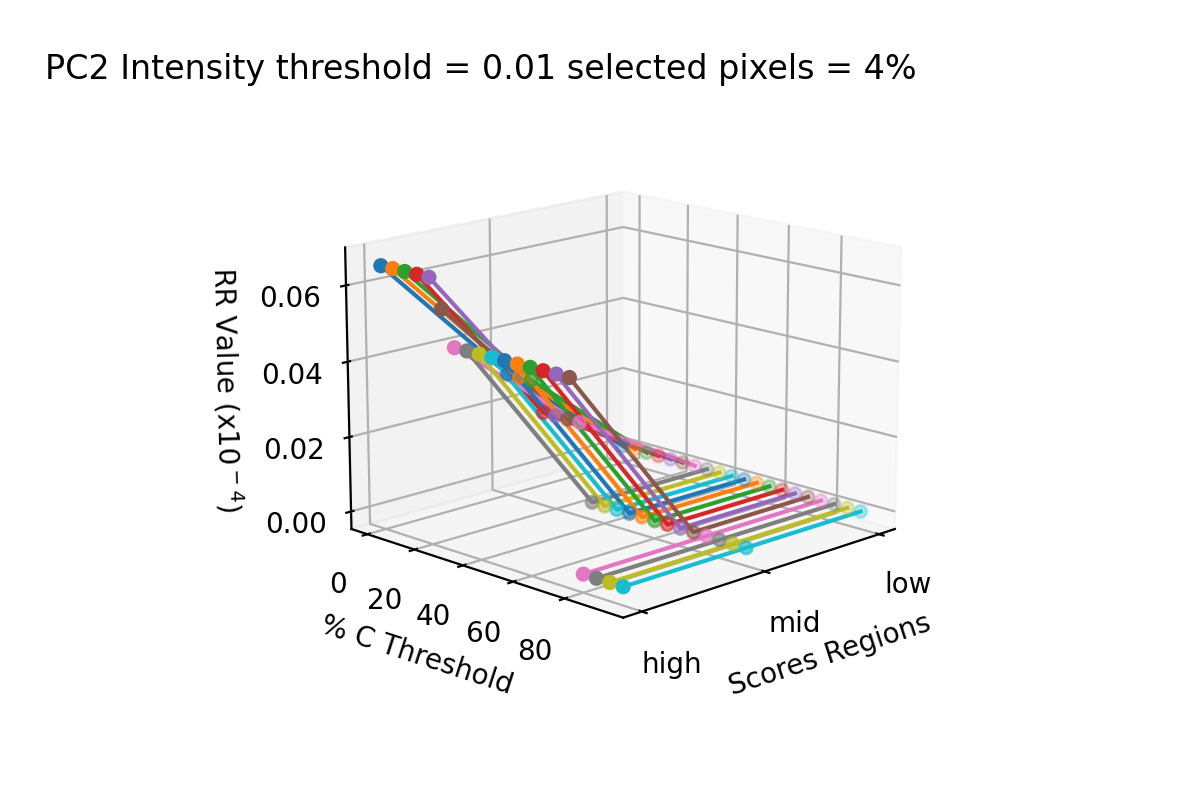 PC2 Intensity threshold = 0.01 selected pixels = 4%
RR Value (x10⁻⁴)
0.06
0.04
0.02
0.00
0
20
40
60
80
% C Threshold
high
mid
low
Scores Regions